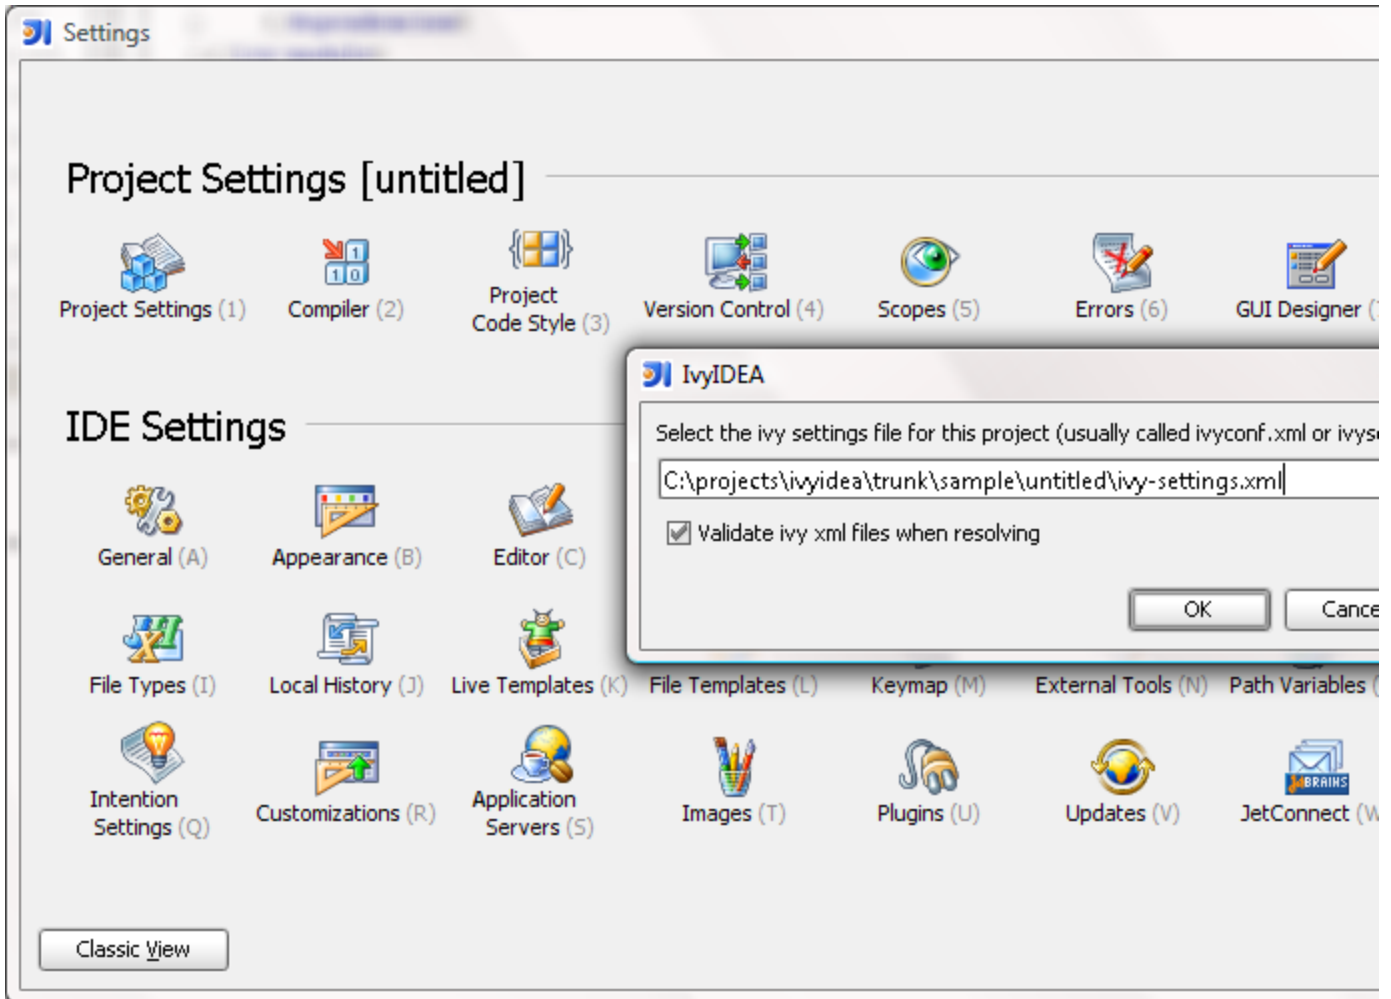 Settings
Project Settings [untitled]
Project Settings (1)
Compiler (2)
Project
Code Style (3)
Version Control (4)
Scopes (5)
Errors (6)
GUI Designer (
IvyIDEA
Select the ivy settings file for this project (usually called ivyconf.xml or
C:\projects\ivyidea\trunk\sample\untitled\ivy-settings.xml
Validate ivy xml files when resolving
OK
IDE Settings
General (A)
Appearance (B)
Editor (C)
File Types (I)
Local History (J)
Live Templates (K)
File Templates (L)
Keymap (M)
External Tools (N)
Path Variables (
Intention
Settings (Q)
Customizations (R)
Application
Servers (S)
Images (T)
Plugins (U)
Updates (V)
JetBRAINS
JetConnect (W
Classic View